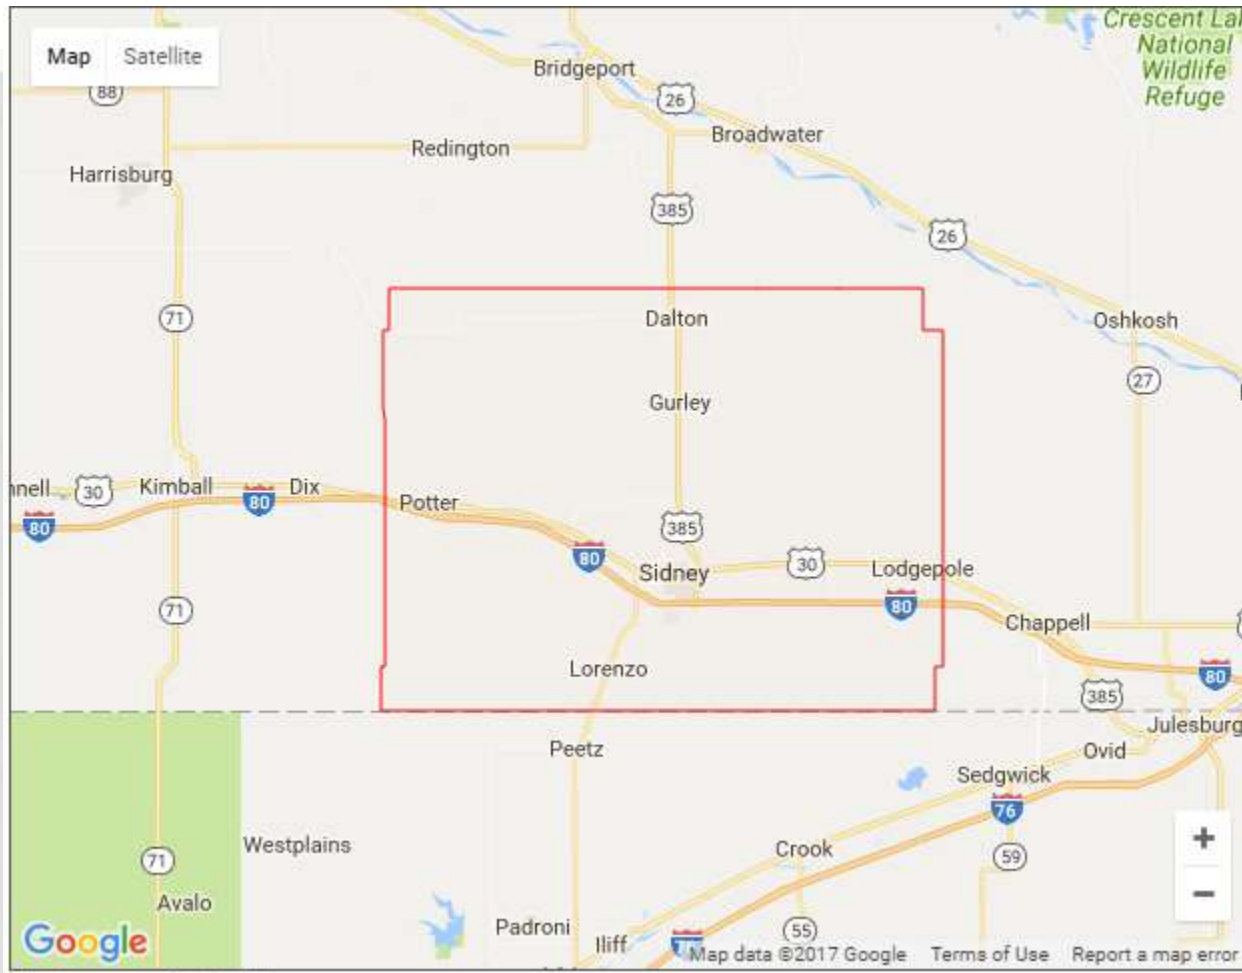 Crescent Lak
National
Wildlife
Refuge
Map
Satellite
88
Bridgeport
26
Broadwater
Redington
Harrisburg
385
26
71
Dalton
Oshkosh
27
Gurley
nnell
30
Kimball
80
Dix
Potter
80
385
80
Sidney
30
Lodgepole
80
71
Chappell
Lorenzo
80
385
Julesburg
Peetz
Ovid
Sedgwick
76
Westplains
Crook
59
71
+
−
Avalo
Padroni
55
Iliff
Google
Map data ©2017 Google
Terms of Use
Report a map error